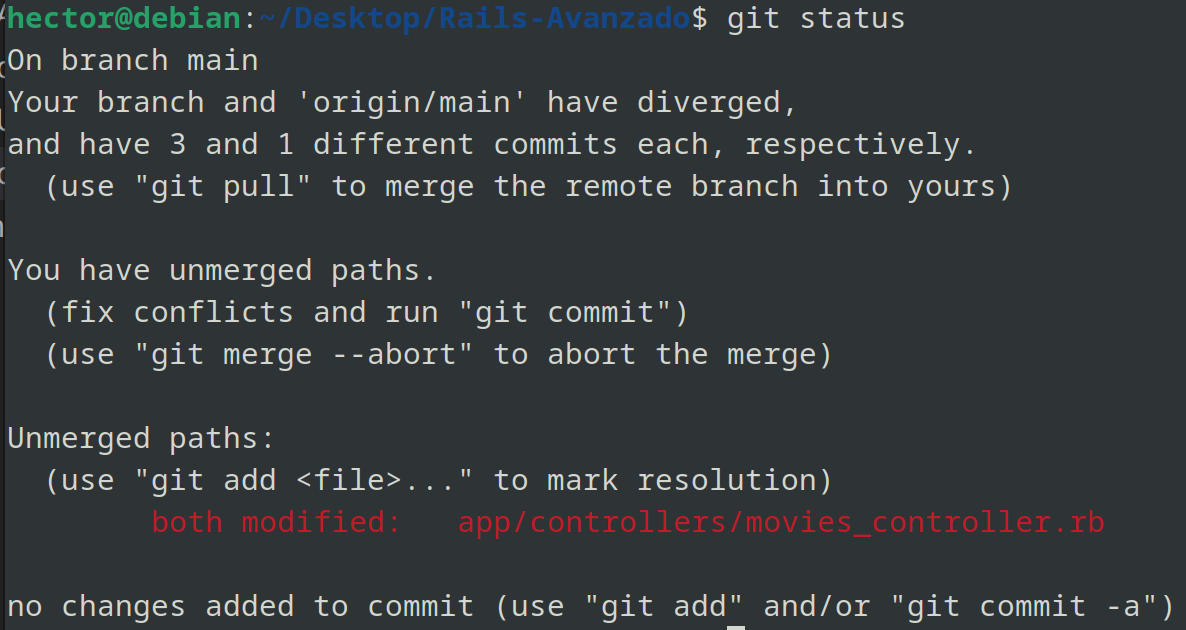 hector@debian:~/Desktop/Rails-Avanzado$ git status
On branch main
Your branch and 'origin/main' have diverged,
and have 3 and 1 different commits each, respectively.
  (use "git pull" to merge the remote branch into yours)

You have unmerged paths.
  (fix conflicts and run "git commit")
  (use "git merge --abort" to abort the merge)

Unmerged paths:
  (use "git add <file>..." to mark resolution)
        both modified:   app/controllers/movies_controller.rb

no changes added to commit (use "git add" and/or "git commit -a")